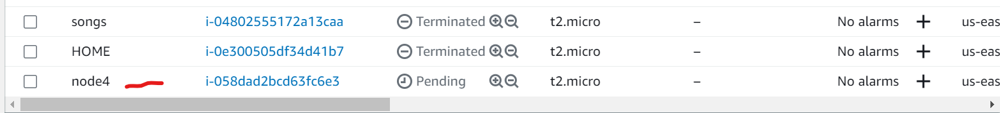 songs i-04802555172a13caa Terminated t2.micro – No alarms + us-eas
HOME i-0e300505df34d41b7 Terminated t2.micro – No alarms + us-eas
node4 i-058dad2bcd63fc6e3 Pending t2.micro – No alarms + us-eas